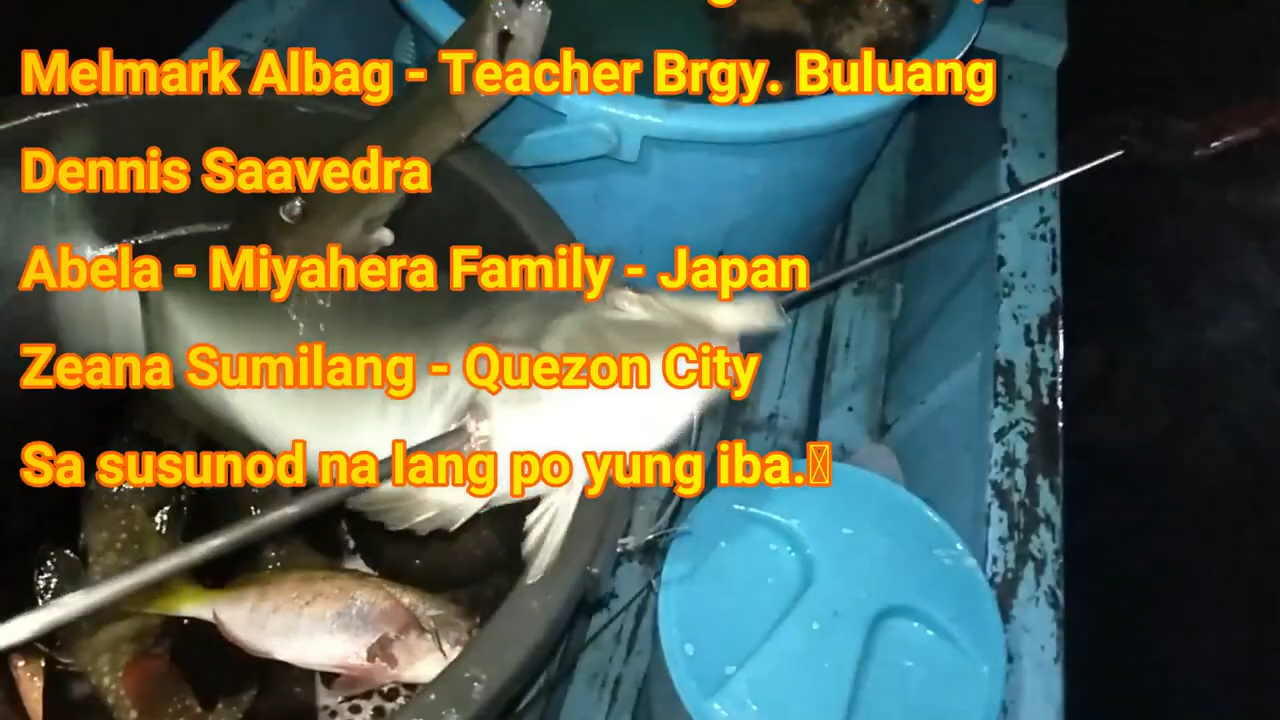 Melmark Albag - Teacher Brgy. Buluang
Dennis Saavedra
Abela - Miyahera Family - Japan
Zeana Sumilang - Quezon City
Sa susunod na lang po yung iba.